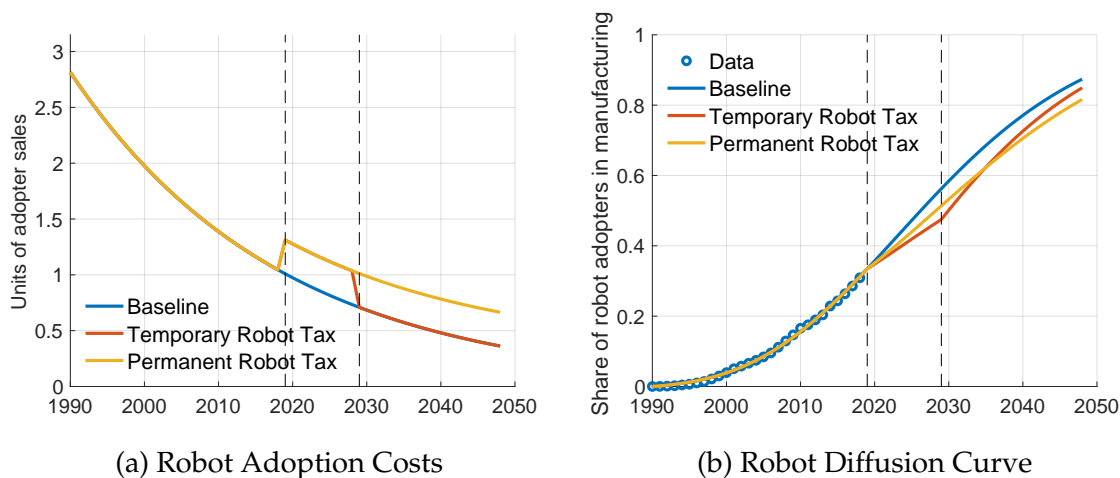 Units of adopter sales
3
2.5
2
1.5
1
0.5
0
Baseline
Temporary Robot Tax
Permanent Robot Tax
1990 2000 2010 2020 2030 2040 2050
(a) Robot Adoption Costs
Share of robot adopters in manufacturing
1
0.8
0.6
0.4
0.2
0
Data
Baseline
Temporary Robot Tax
Permanent Robot Tax
1990 2000 2010 2020 2030 2040 2050
(b) Robot Diffusion Curve